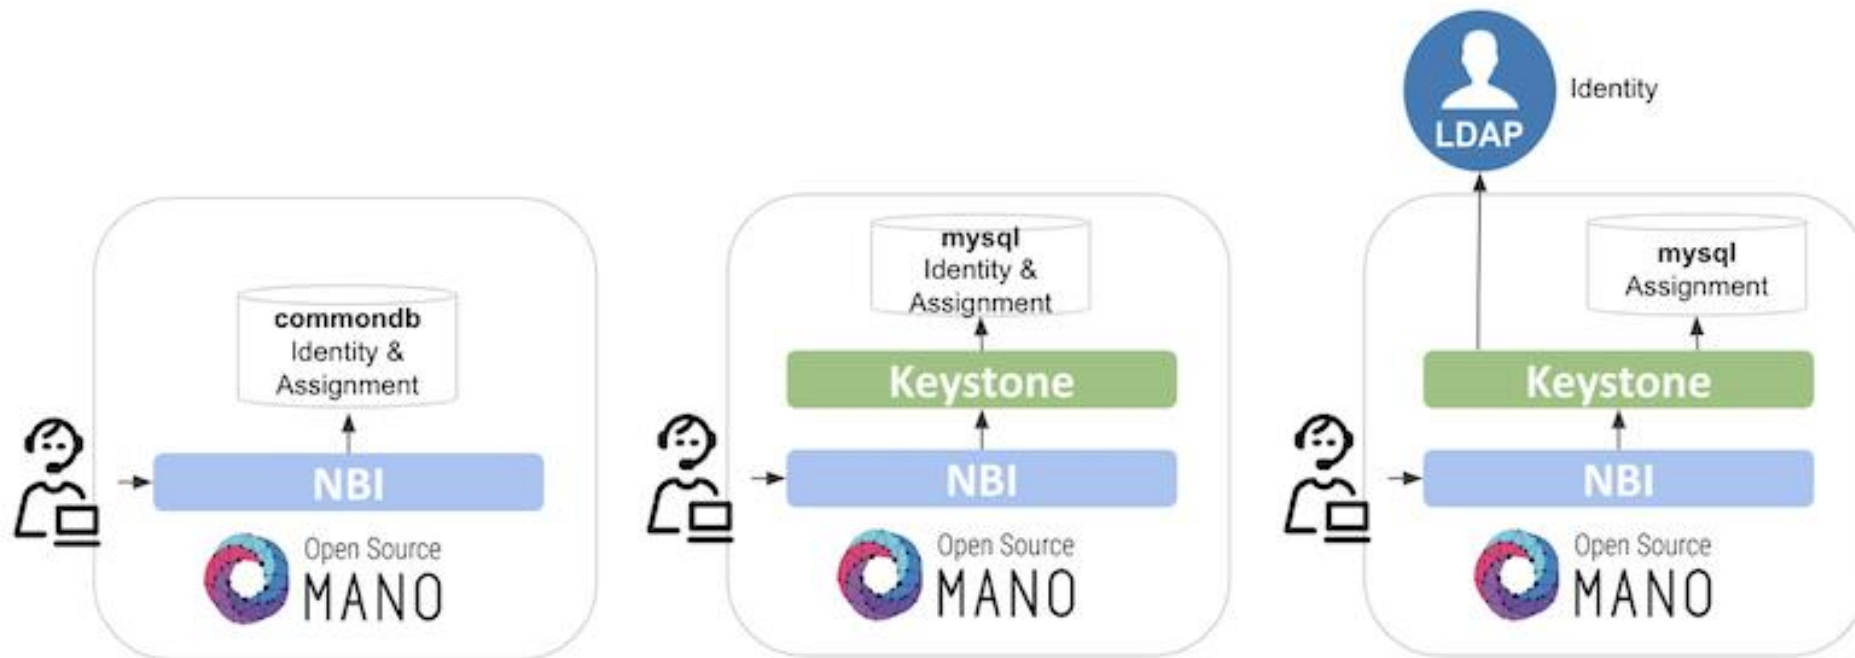 commondb
Identity &
Assignment
NBI
Open Source
MANO
mysql
Identity &
Assignment
Keystone
NBI
Open Source
MANO
LDAP
Identity
mysql
Assignment
Keystone
NBI
Open Source
MANO